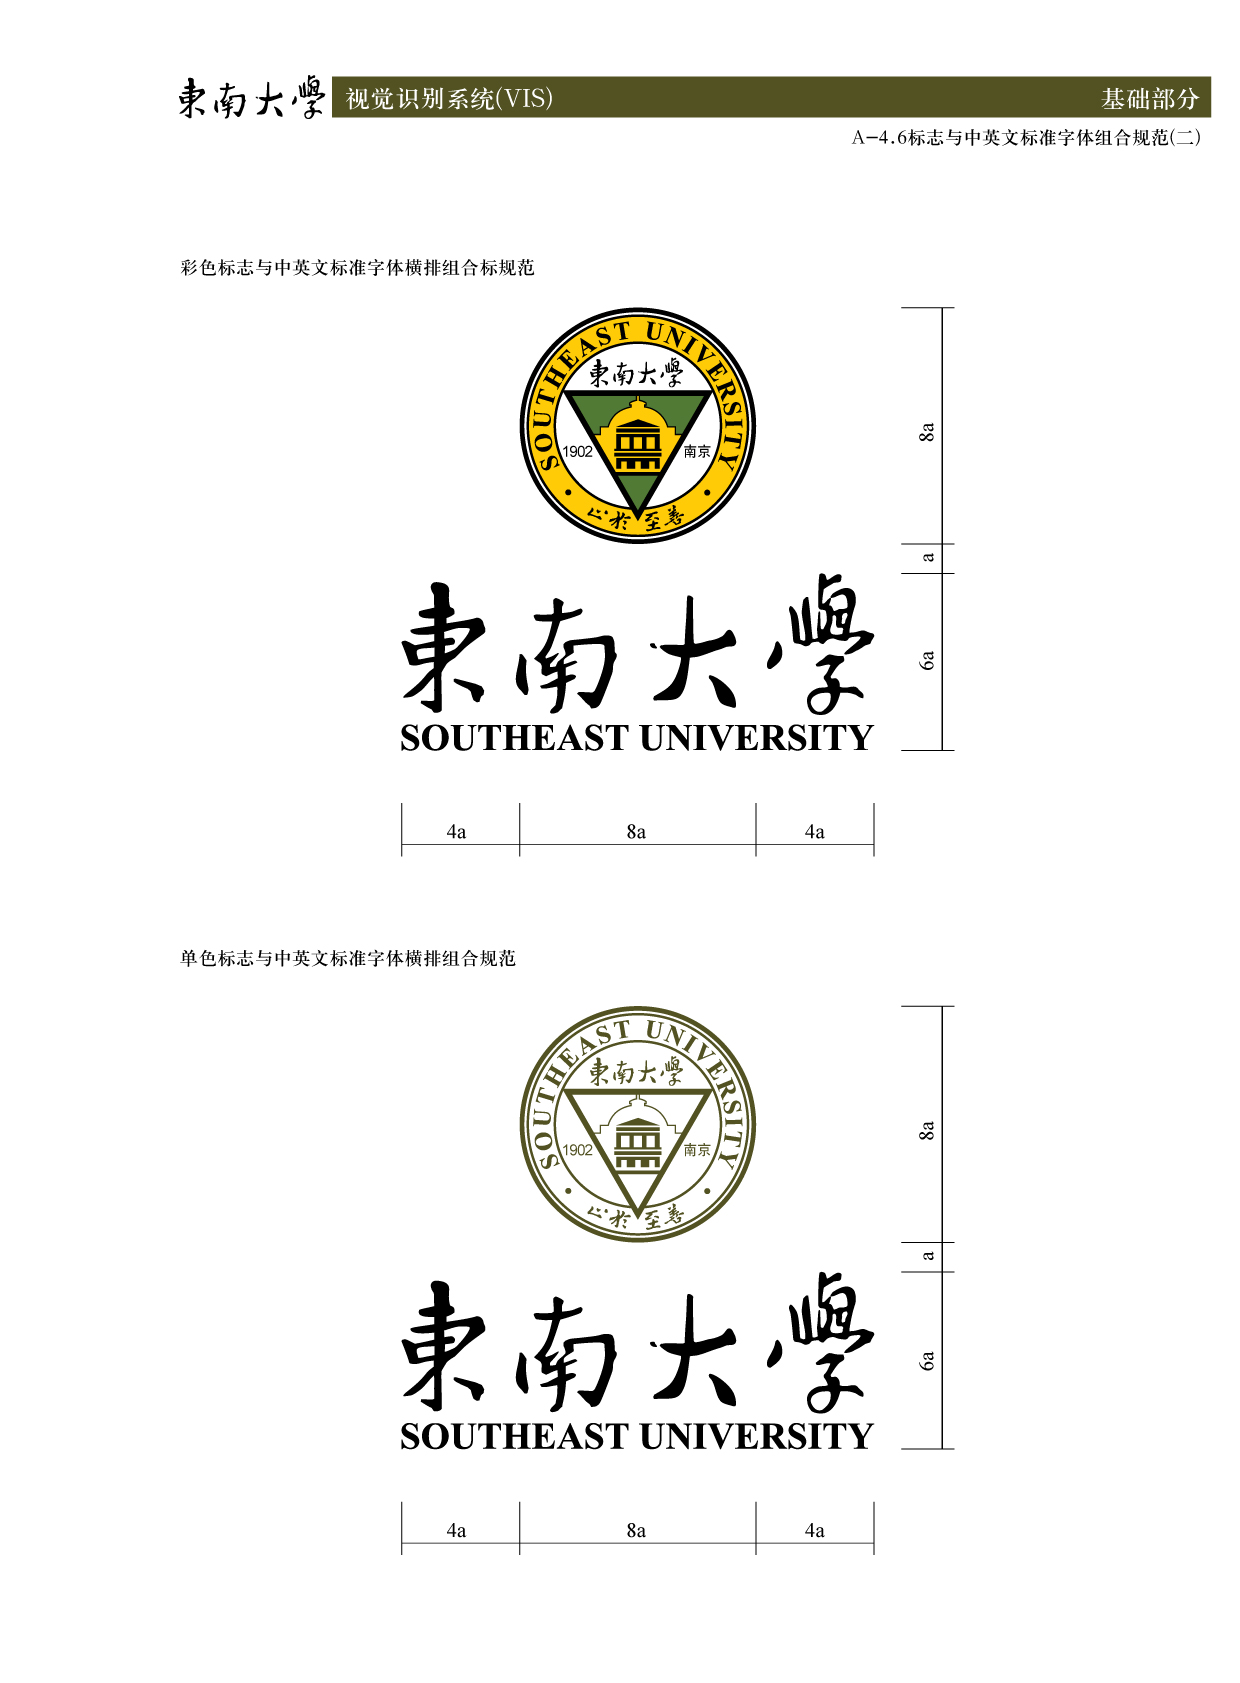 東南大學 视觉识别系统(VIS) 基础部分
A-4.6标志与中英文标准字体组合规范(二)
彩色标志与中英文标准字体横排组合标规范
SOUTHEAST UNIVERSITY
東南大學
1902 南京
止於至善
8a
a
東南大學
6a
SOUTHEAST UNIVERSITY
4a 8a 4a
单色标志与中英文标准字体横排组合规范
SOUTHEAST UNIVERSITY
東南大學
1902 南京
止於至善
8a
a
東南大學
6a
SOUTHEAST UNIVERSITY
4a 8a 4a